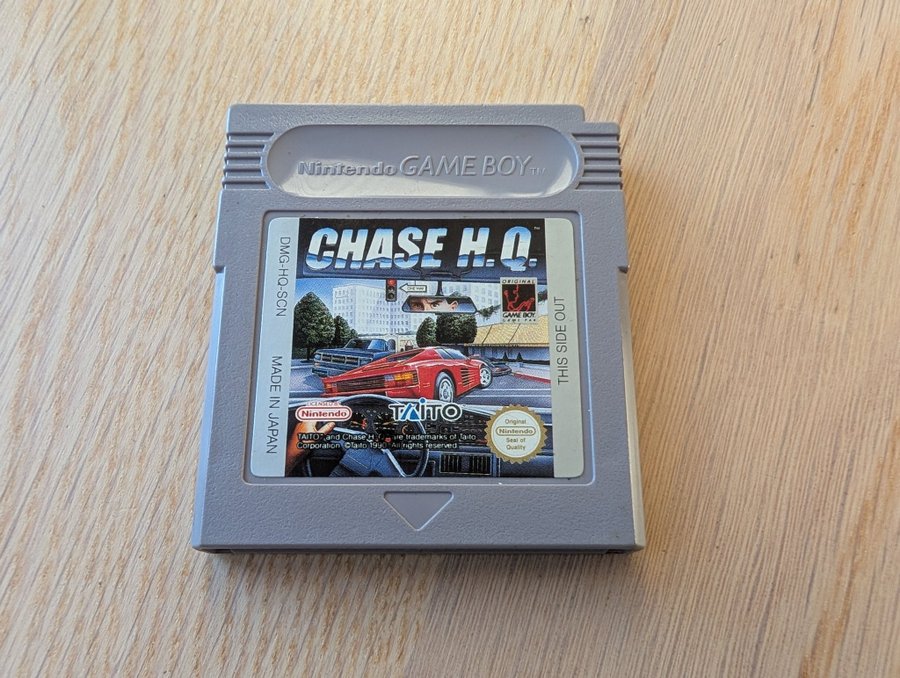 Nintendo GAME BOY™
CHASE H.Q.™
DMG-HQ-SCN
MADE IN JAPAN
ONE WAY
ORIGINAL
GAME BOY
GAME PAK
THIS SIDE OUT
LICENSED BY
Nintendo
TAITO
TAITO and Chase H. are trademarks of Taito
Corporation ©Taito 1990 All rights reserved
Original
Nintendo
Seal of
Quality